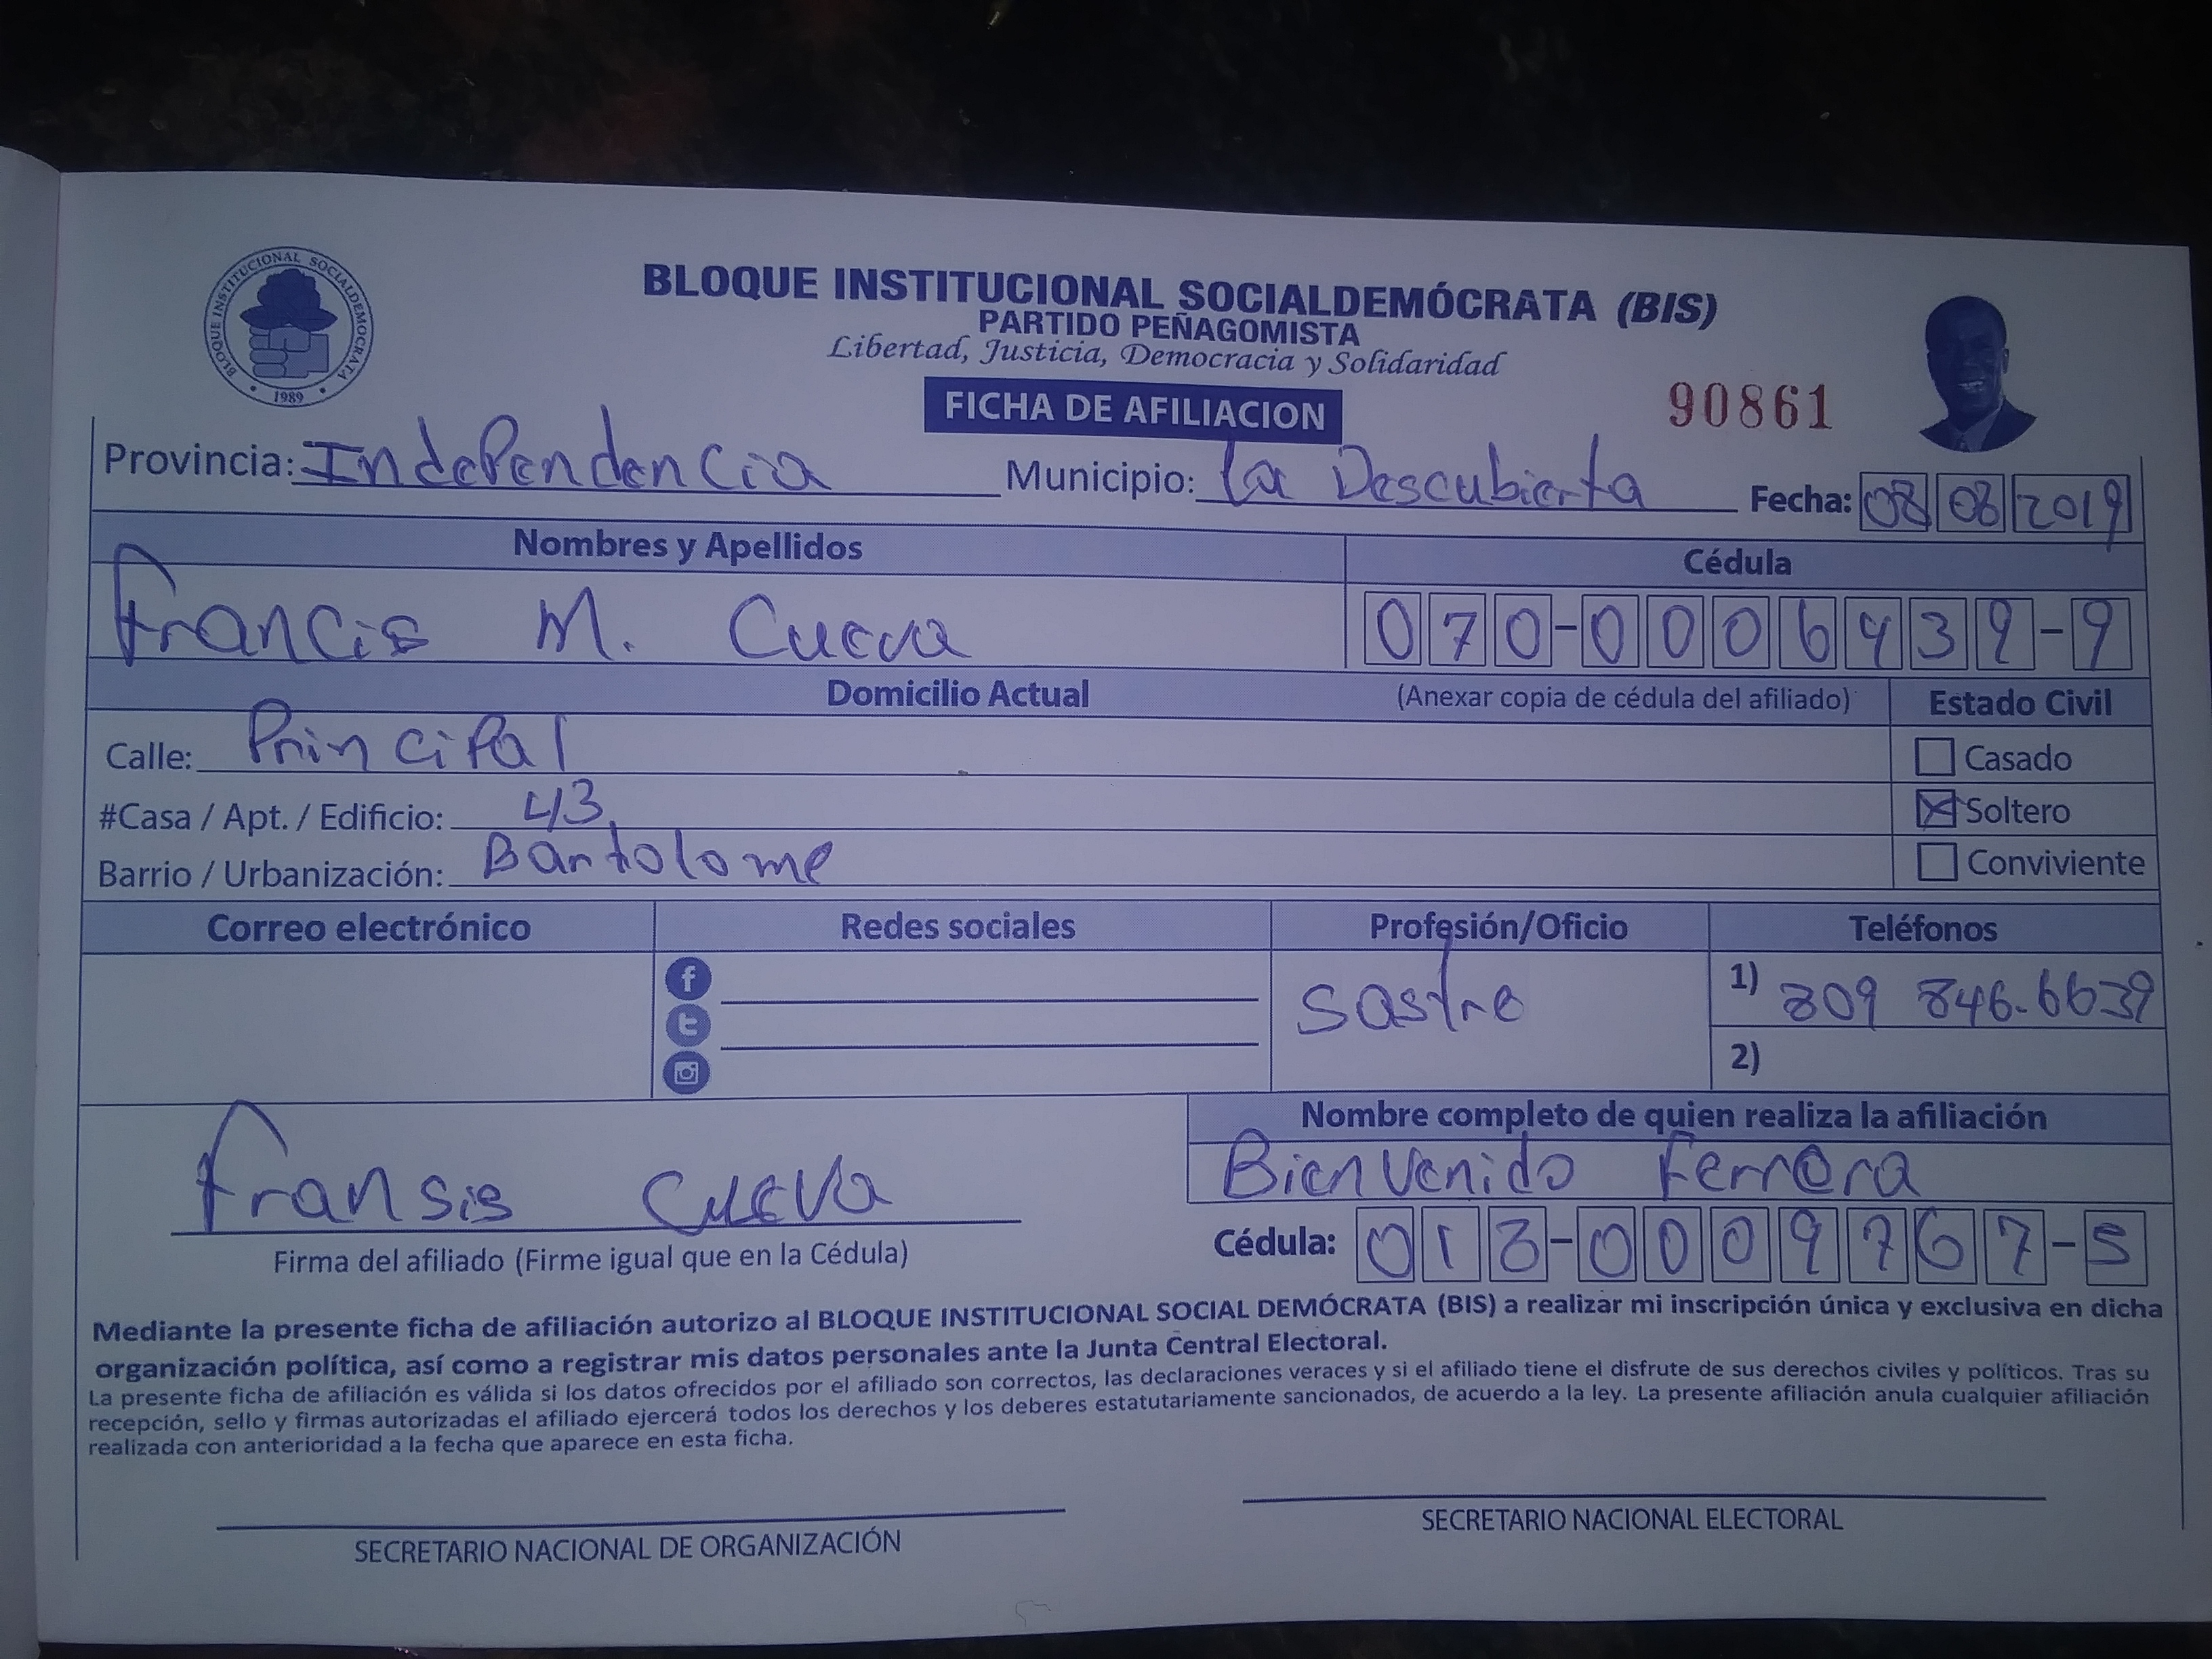 BLOQUE INSTITUCIONAL SOCIALDEMOCRATA
1989
BLOQUE INSTITUCIONAL SOCIALDEMÓCRATA (BIS)
PARTIDO PEÑAGOMISTA
Libertad, Justicia, Democracia y Solidaridad
FICHA DE AFILIACION
90861
Provincia: Independencia Municipio: la Descubierta Fecha: 08 08 2019
Nombres y Apellidos Cédula
Francis M. Cueva 070-0006439-9
Domicilio Actual (Anexar copia de cédula del afiliado) Estado Civil
Calle: Principal Casado
#Casa / Apt. / Edificio: 43 Soltero
Barrio / Urbanización: Bartolome Conviviente
Correo electrónico Redes sociales Profesión/Oficio Teléfonos
Sastre 1) 809 846-6639
2)
Nombre completo de quien realiza la afiliación
Fransis Cueva Bienvenido Ferrera
Firma del afiliado (Firme igual que en la Cédula) Cédula: 013-0009767-5
Mediante la presente ficha de afiliación autorizo al BLOQUE INSTITUCIONAL SOCIAL DEMÓCRATA (BIS) a realizar mi inscripción única y exclusiva en dicha
organización política, así como a registrar mis datos personales ante la Junta Central Electoral.
La presente ficha de afiliación es válida si los datos ofrecidos por el afiliado son correctos, las declaraciones veraces y si el afiliado tiene el disfrute de sus derechos civiles y políticos. Tras su
recepción, sello y firmas autorizadas el afiliado ejercerá todos los derechos y los deberes estatutariamente sancionados, de acuerdo a la ley. La presente afiliación anula cualquier afiliación
realizada con anterioridad a la fecha que aparece en esta ficha.
SECRETARIO NACIONAL DE ORGANIZACIÓN SECRETARIO NACIONAL ELECTORAL